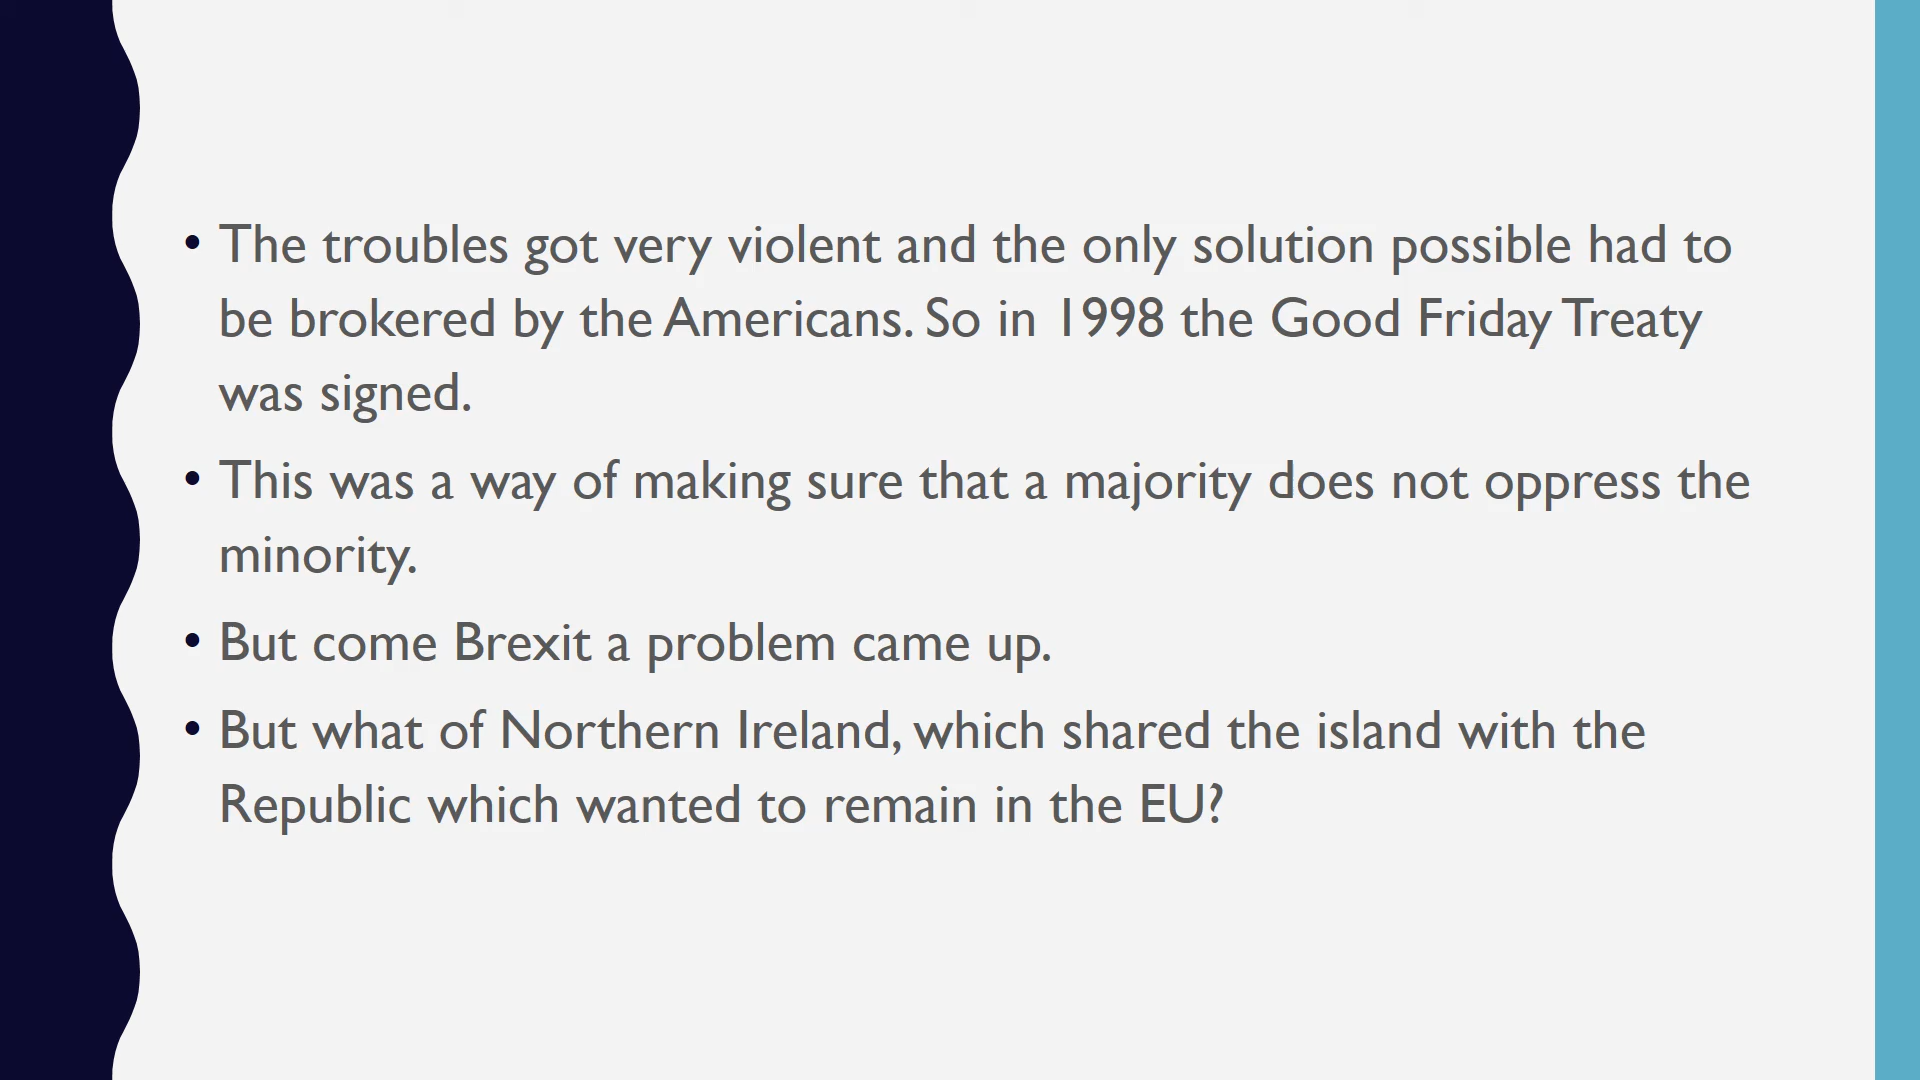 • The troubles got very violent and the only solution possible had to
be brokered by the Americans. So in 1998 the Good Friday Treaty
was signed.
• This was a way of making sure that a majority does not oppress the
minority.
• But come Brexit a problem came up.
• But what of Northern Ireland, which shared the island with the
Republic which wanted to remain in the EU?